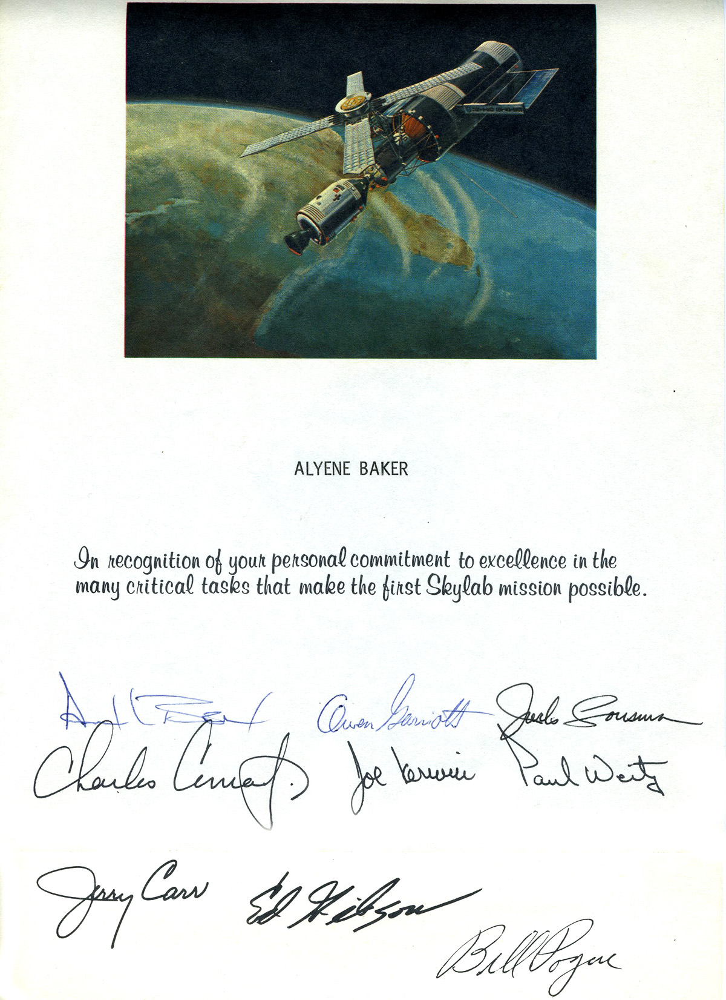 ALYENE BAKER
In recognition of your personal commitment to excellence in the
many critical tasks that make the first Skylab mission possible.
Owen Garriott Jack Lousma
Charles Conrad Jr. Joe Kerwin Paul Weitz
Jerry Carr Ed Gibson
Bill Pogue